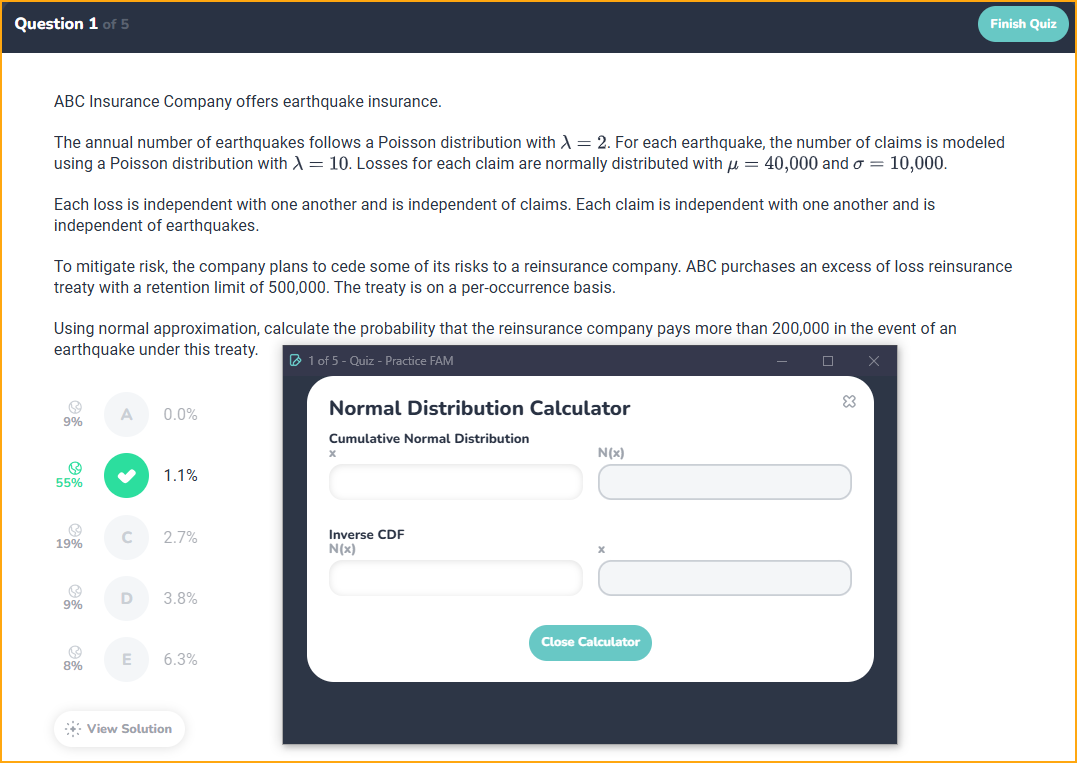 Question 1 of 5
Finish Quiz
ABC Insurance Company offers earthquake insurance.
The annual number of earthquakes follows a Poisson distribution with λ = 2. For each earthquake, the number of claims is modeled
using a Poisson distribution with λ = 10. Losses for each claim are normally distributed with μ = 40,000 and σ = 10,000.
Each loss is independent with one another and is independent of claims. Each claim is independent with one another and is
independent of earthquakes.
To mitigate risk, the company plans to cede some of its risks to a reinsurance company. ABC purchases an excess of loss reinsurance
treaty with a retention limit of 500,000. The treaty is on a per-occurrence basis.
Using normal approximation, calculate the probability that the reinsurance company pays more than 200,000 in the event of an
earthquake under this treaty.
9% A 0.0%
55% 1.1%
19% C 2.7%
9% D 3.8%
8% E 6.3%
View Solution
1 of 5 - Quiz - Practice FAM
Normal Distribution Calculator
Cumulative Normal Distribution
x N(x)
Inverse CDF
N(x) x
Close Calculator